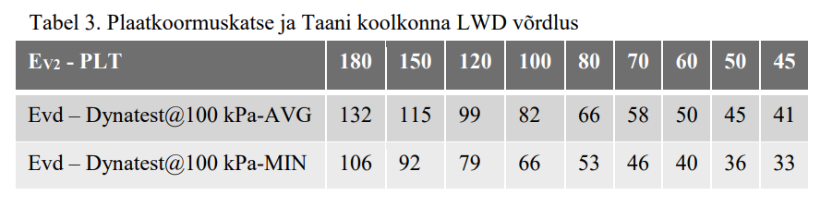 Tabel 3. Plaatkoormuskatse ja Taani koolkonna LWD võrdlus
EV2 - PLT 180 150 120 100 80 70 60 50 45
Evd – Dynatest@100 kPa-AVG 132 115 99 82 66 58 50 45 41
Evd – Dynatest@100 kPa-MIN 106 92 79 66 53 46 40 36 33